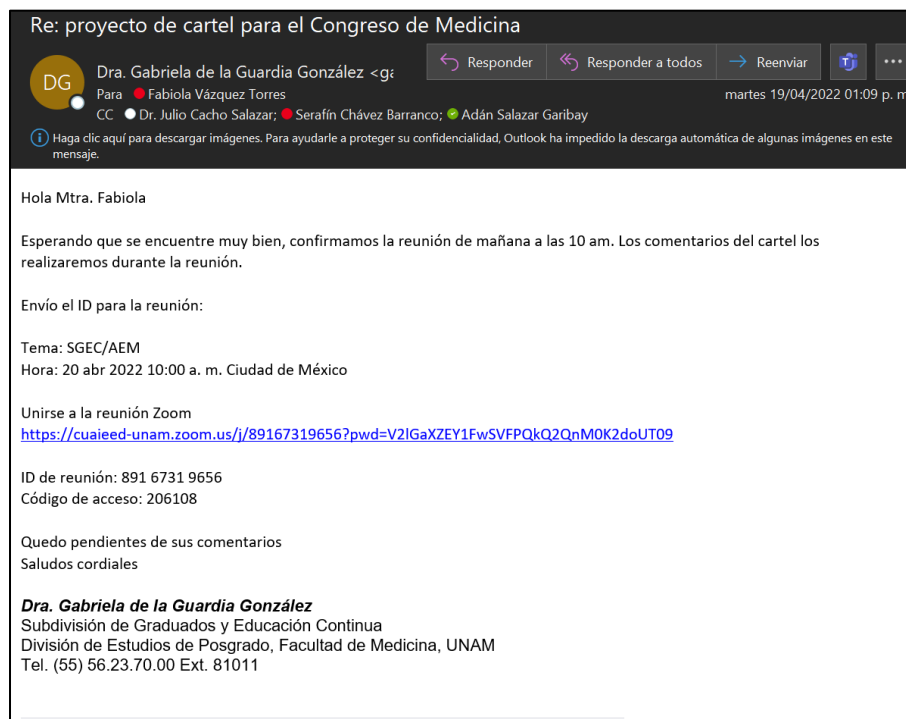 Re: proyecto de cartel para el Congreso de Medicina
Responder
Responder a todos
Reenviar
DG
Dra. Gabriela de la Guardia González <ga
Para Fabiola Vázquez Torres
martes 19/04/2022 01:09 p. m
CC Dr. Julio Cacho Salazar; Serafín Chávez Barranco; Adán Salazar Garibay
Haga clic aquí para descargar imágenes. Para ayudarle a proteger su confidencialidad, Outlook ha impedido la descarga automática de algunas imágenes en este
mensaje.
Hola Mtra. Fabiola
Esperando que se encuentre muy bien, confirmamos la reunión de mañana a las 10 am. Los comentarios del cartel los
realizaremos durante la reunión.
Envío el ID para la reunión:
Tema: SGEC/AEM
Hora: 20 abr 2022 10:00 a. m. Ciudad de México
Unirse a la reunión Zoom
https://cuaieed-unam.zoom.us/j/89167319656?pwd=V2lGaXZEY1FwSVFPQkQ2QnM0K2doUT09
ID de reunión: 891 6731 9656
Código de acceso: 206108
Quedo pendientes de sus comentarios
Saludos cordiales
Dra. Gabriela de la Guardia González
Subdivisión de Graduados y Educación Continua
División de Estudios de Posgrado, Facultad de Medicina, UNAM
Tel. (55) 56.23.70.00 Ext. 81011